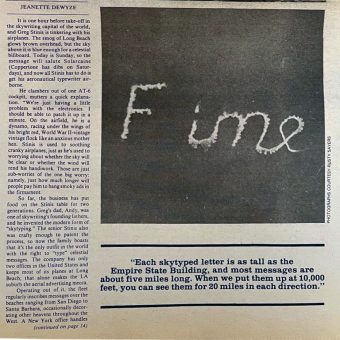 JEANETTE DEWYZE
It is one hour before take-off in
the skywriting capital of the world,
and Greg Stinis is tinkering with his
airplanes. The smog of Long Beach
glows brown overhead, but the sky
above it is blue enough for a celestial
billboard. Today is Sunday, so the
message will salute Solarcaine
(Coppertone has dibs on Satur-
days), and now all Stinis has to do is
get his aeronautical typewriter air-
borne.
He clambers out of one AT-6
cockpit, mutters a quick explana-
tion. "We're just having a little
problem with the electronics. I
should be able to patch it up in a
minute. On the airfield, he is a
dynamo, racing under the wings of
his bright red, World War II-vintage
vintage flock like an anxious mother
hen. Stinis is used to soothing
cranky airplanes, just as he's used to
worrying about whether the sky will
be clear or whether the wind will
rend his handiwork. Those are just
sub-worries of the one big worry:
namely, just how much longer will
people pay him to bang smoky ads in
the firmament.
So far, the business has put
food on the Stinis table for two
generations. Greg's dad, Andy, was
one of skywriting's founding fathers,
and he invented the modern form of
"skytyping." The senior Stinis also
was crafty enough to patent the
process, so now the family boasts
that it's the only outfit in the world
with the right to "type" celestial
messages. The company has only
two offices in the United States and
keeps most of its planes at Long
Beach; that alone makes the LA
suburb the aerial advertising mecca.
Operating out of it, the fleet
regularly inscribes messages over the
beaches ranging from San Diego to
Santa Barbara, occasionally decorat-
ing other heavens throughout the
West. A New York office handles
(continued on page 14)
F ime
PHOTOGRAPHS COURTESY RUSTY SAYERS
"Each skytyped letter is as tall as the
Empire State Building, and most messages are
about five miles long. When we put them up at 10,000
feet, you can see them for 20 miles in each direction."